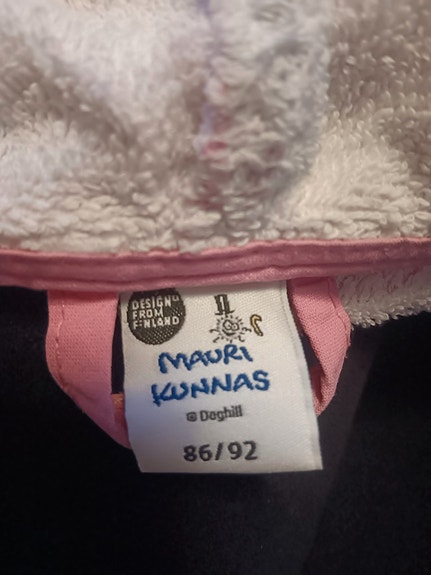 DESIGN
FROM
FINLAND
MAURI
KUNNAS
© Doghill
86/92